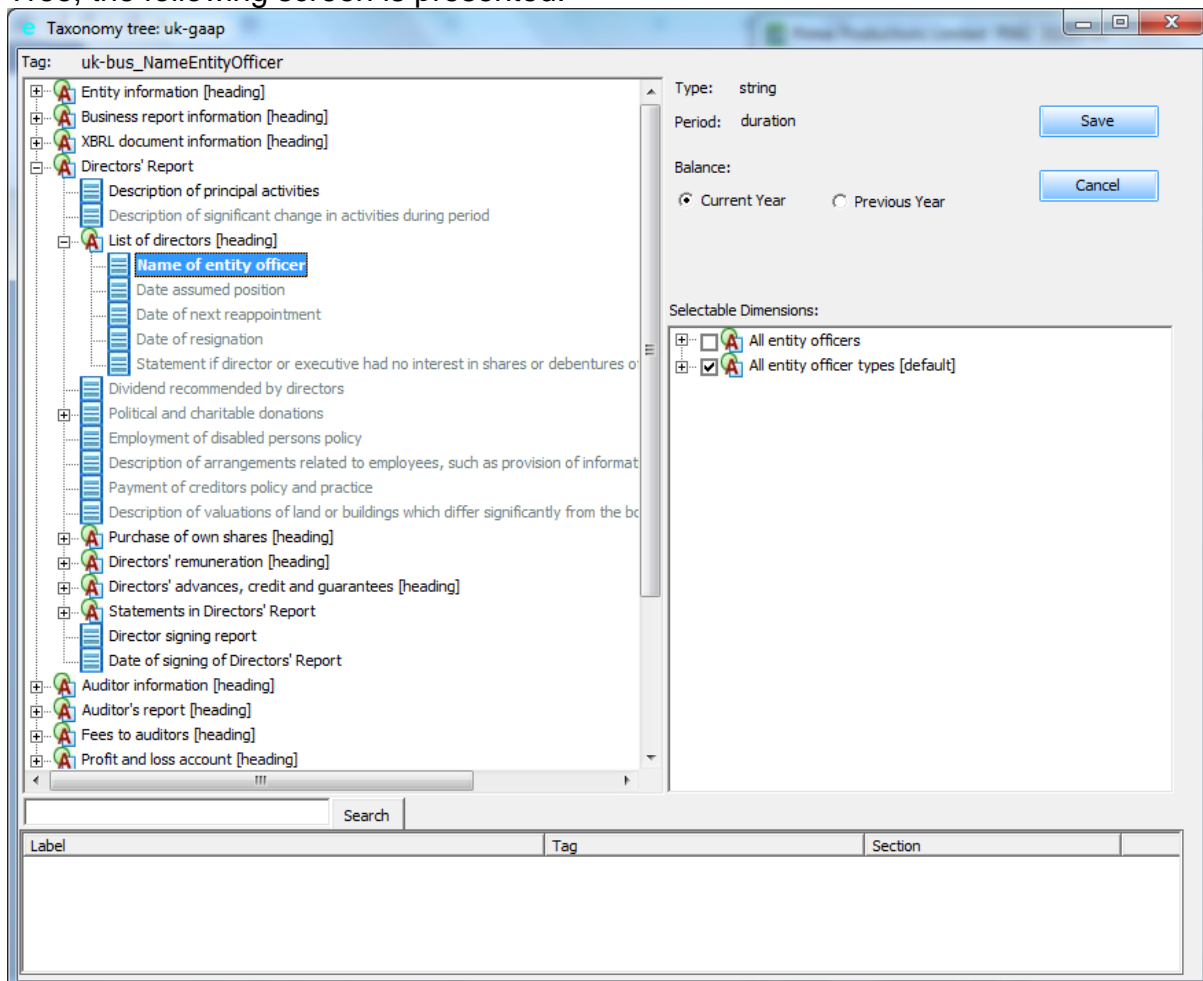 Tree, the following screen is presented.
Taxonomy tree: uk-gaap
Tag: uk-bus_NameEntityOfficer
Entity information [heading]
Business report information [heading]
XBRL document information [heading]
Directors' Report
Description of principal activities
Description of significant change in activities during period
List of directors [heading]
Name of entity officer
Date assumed position
Date of next reappointment
Date of resignation
Statement if director or executive had no interest in shares or debentures o
Dividend recommended by directors
Political and charitable donations
Employment of disabled persons policy
Description of arrangements related to employees, such as provision of informat
Payment of creditors policy and practice
Description of valuations of land or buildings which differ significantly from the bo
Purchase of own shares [heading]
Directors' remuneration [heading]
Directors' advances, credit and guarantees [heading]
Statements in Directors' Report
Director signing report
Date of signing of Directors' Report
Auditor information [heading]
Auditor's report [heading]
Fees to auditors [heading]
Profit and loss account [heading]
Type: string
Period: duration
Save
Balance:
Cancel
Current Year Previous Year
Selectable Dimensions:
All entity officers
All entity officer types [default]
Search
Label Tag Section